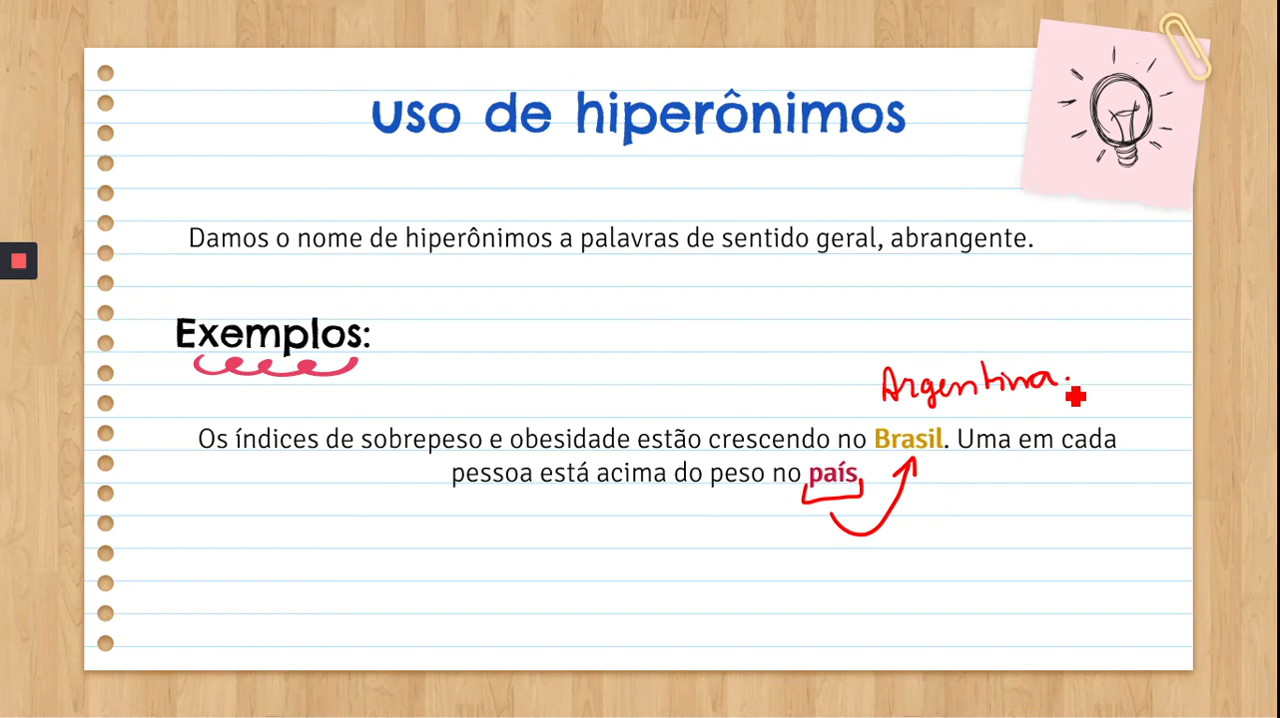 uso de hiperônimos
Damos o nome de hiperônimos a palavras de sentido geral, abrangente.
Exemplos:
Argentina.
Os índices de sobrepeso e obesidade estão crescendo no Brasil. Uma em cada
pessoa está acima do peso no país